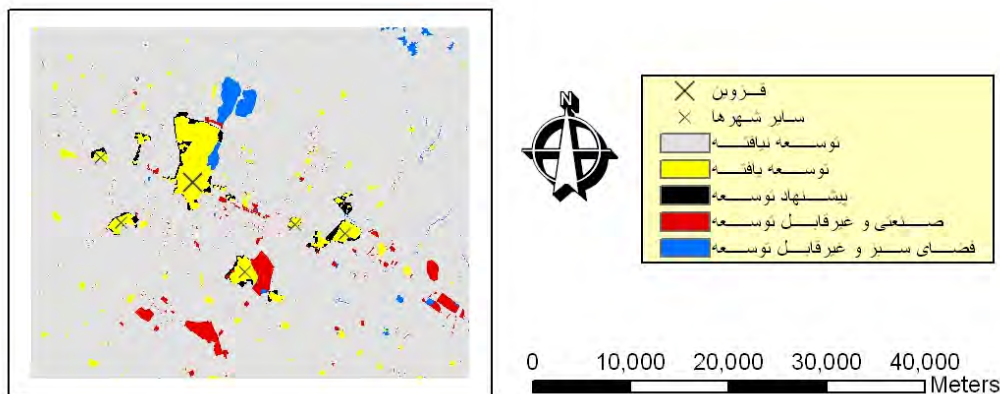 N
قزوین
سایر شهرها
توسعه نیافته
توسعه یافته
پیشنهاد توسعه
صنعتی و غیرقابل توسعه
فضای سبز و غیرقابل توسعه
0 10,000 20,000 30,000 40,000
Meters